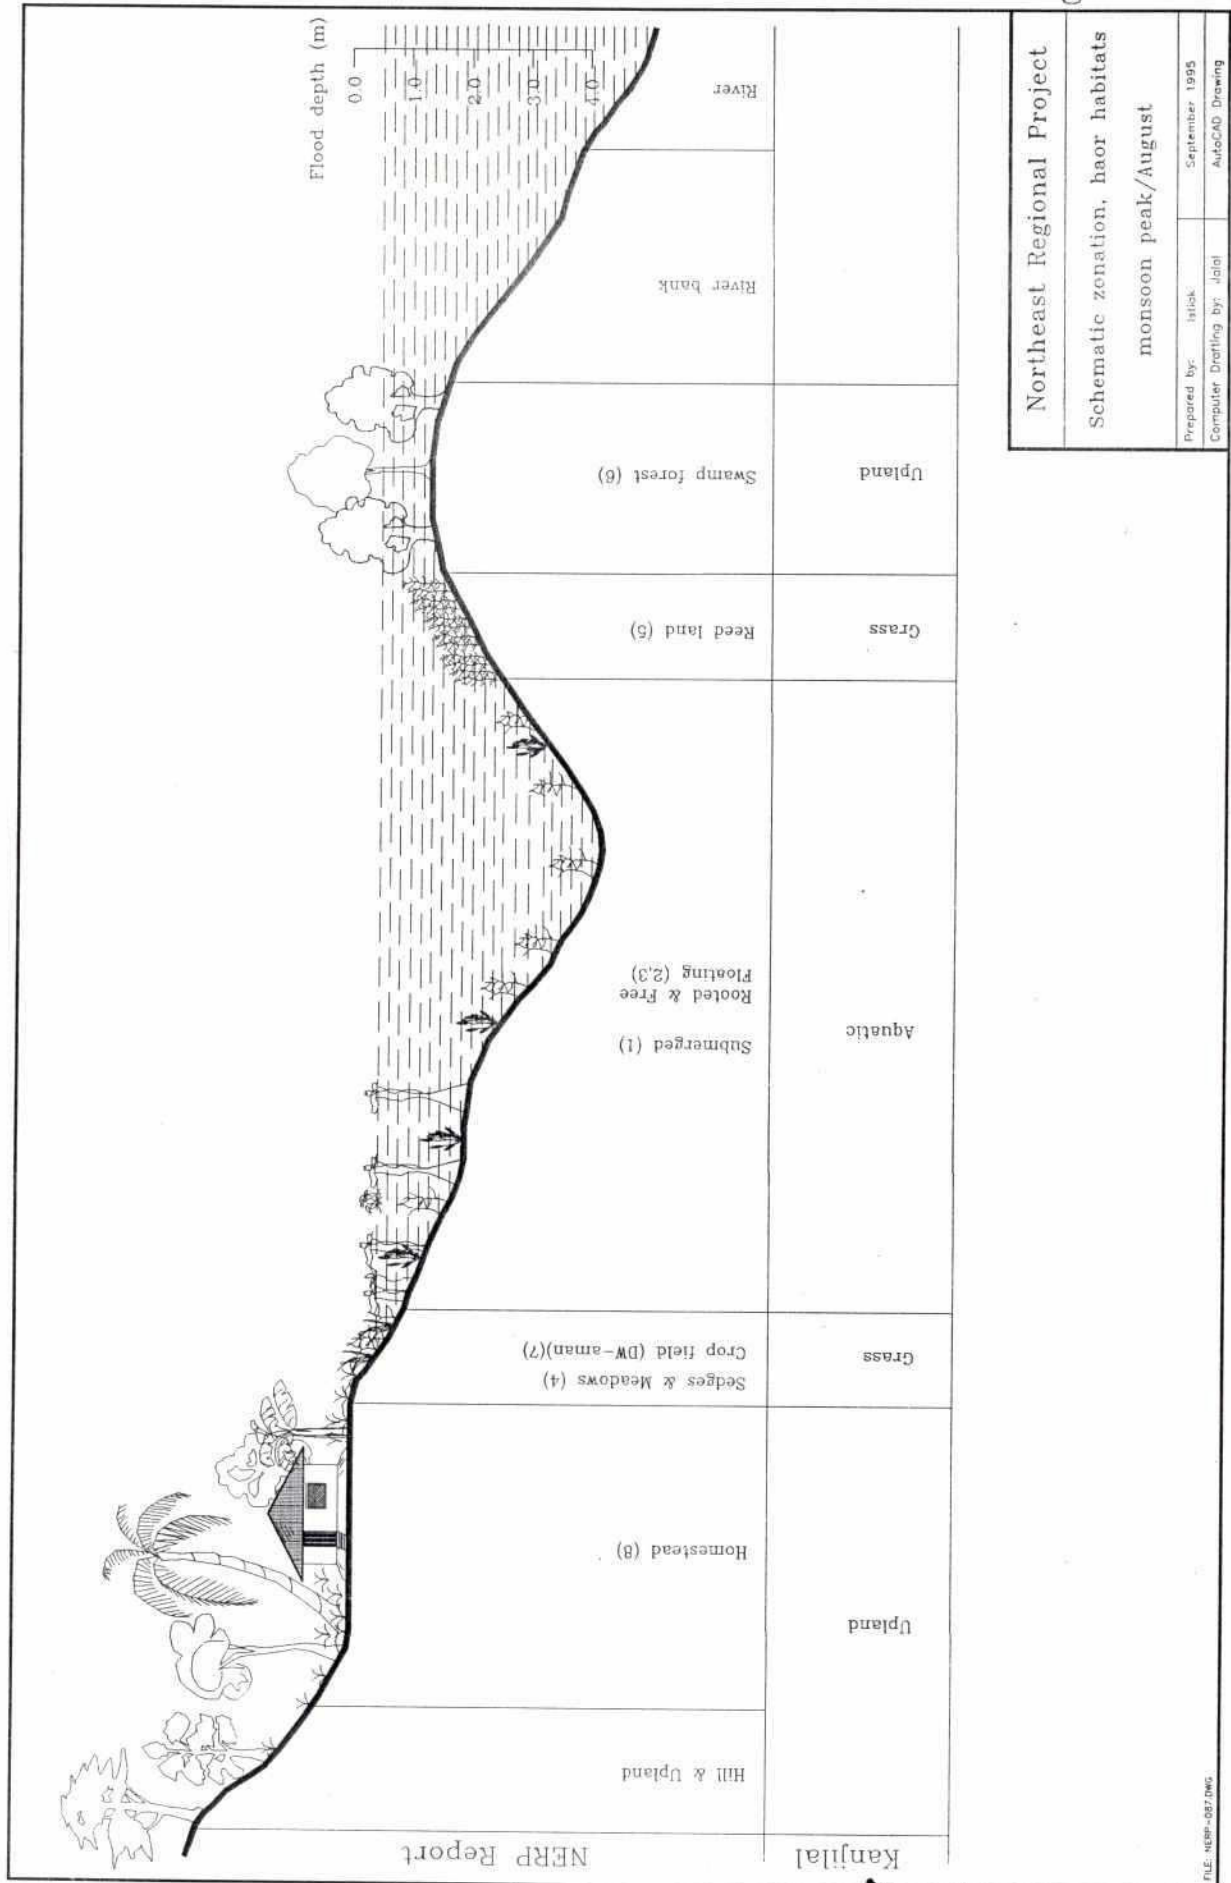 Flood depth (m)
0.0
1.0
2.0
3.0
4.0
NERP Report
Hill & Upland
Homestead (8)
Sedges & Meadows (4)
Crop field (DW-aman)(7)
Submerged (1)
Rooted & Free
Floating (2,3)
Reed land (5)
Swamp forest (6)
River bank
River
Kanjilal
Upland
Grass
Aquatic
Grass
Upland
Northeast Regional Project
Schematic zonation, haor habitats
monsoon peak/August
Prepared by: Istiak
September 1995
Computer Drafting by: Jalal
AutoCAD Drawing
FILE: NERP-087.DWG